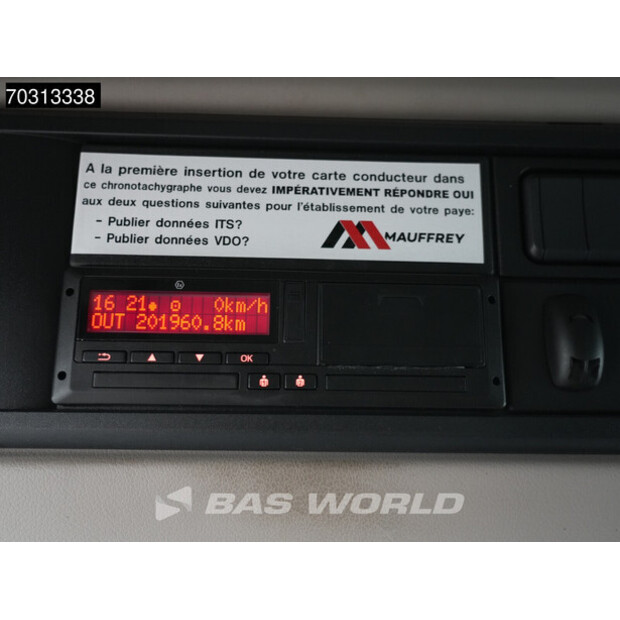 70313338
A la première insertion de votre carte conducteur dans
ce chronotachygraphe vous devez IMPÉRATIVEMENT RÉPONDRE OUI
aux deux questions suivantes pour l'établissement de votre paye:
- Publier données ITS?
- Publier données VDO?
MAUFFREY
16 21 0km/h
OUT 201960.8km
OK
1 2
BAS WORLD